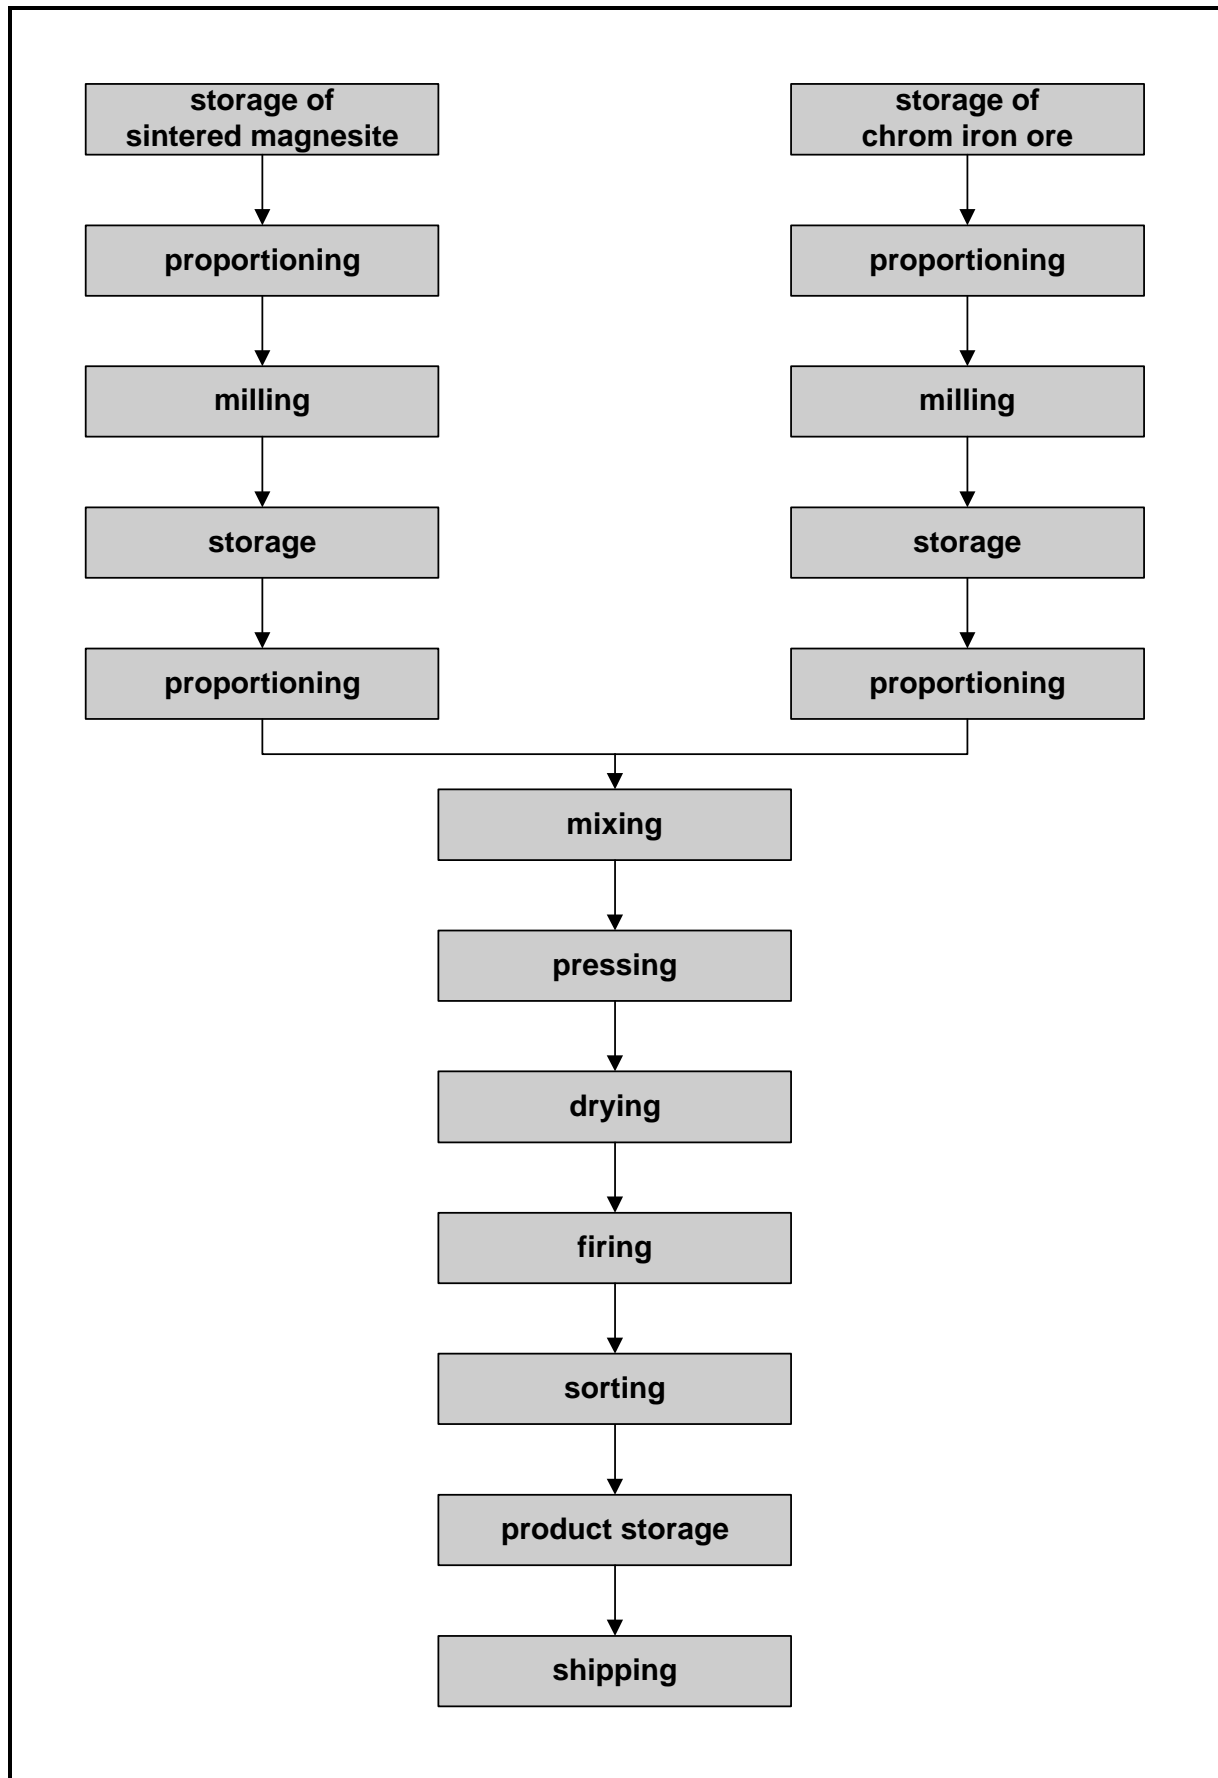 storage of
sintered magnesite
storage of
chrom iron ore
proportioning
proportioning
milling
milling
storage
storage
proportioning
proportioning
mixing
pressing
drying
firing
sorting
product storage
shipping